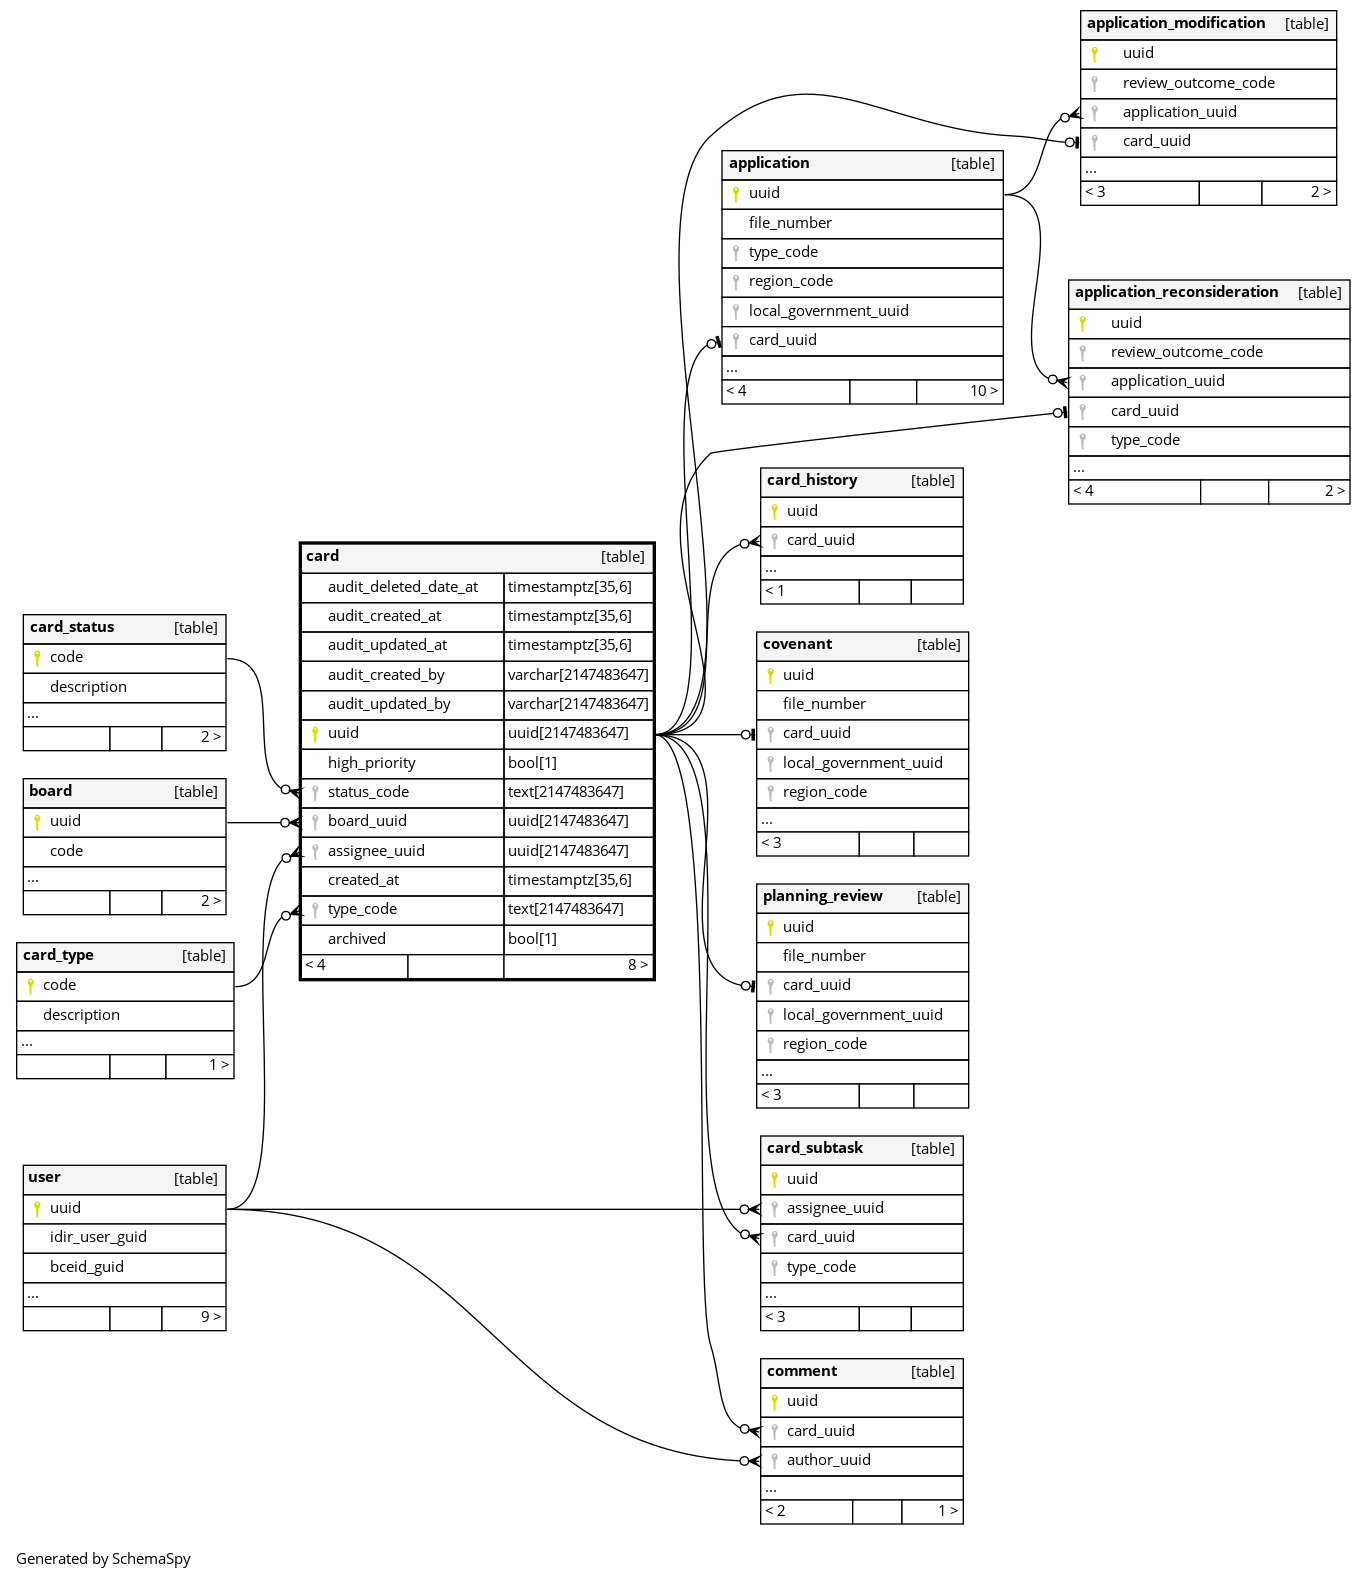 application_modification [table]
uuid
review_outcome_code
application_uuid
card_uuid
...
< 3 2 >
application [table]
uuid
file_number
type_code
region_code
local_government_uuid
card_uuid
...
< 4 10 >
application_reconsideration [table]
uuid
review_outcome_code
application_uuid
card_uuid
type_code
...
< 4 2 >
card_history [table]
uuid
card_uuid
...
< 1
card [table]
audit_deleted_date_at timestamptz[35,6]
audit_created_at timestamptz[35,6]
audit_updated_at timestamptz[35,6]
audit_created_by varchar[2147483647]
audit_updated_by varchar[2147483647]
uuid uuid[2147483647]
high_priority bool[1]
status_code text[2147483647]
board_uuid uuid[2147483647]
assignee_uuid uuid[2147483647]
created_at timestamptz[35,6]
type_code text[2147483647]
archived bool[1]
< 4 8 >
card_status [table]
code
description
...
2 >
board [table]
uuid
code
...
2 >
card_type [table]
code
description
...
1 >
user [table]
uuid
idir_user_guid
bceid_guid
...
9 >
covenant [table]
uuid
file_number
card_uuid
local_government_uuid
region_code
...
< 3
planning_review [table]
uuid
file_number
card_uuid
local_government_uuid
region_code
...
< 3
card_subtask [table]
uuid
assignee_uuid
card_uuid
type_code
...
< 3
comment [table]
uuid
card_uuid
author_uuid
...
< 2 1 >
Generated by SchemaSpy